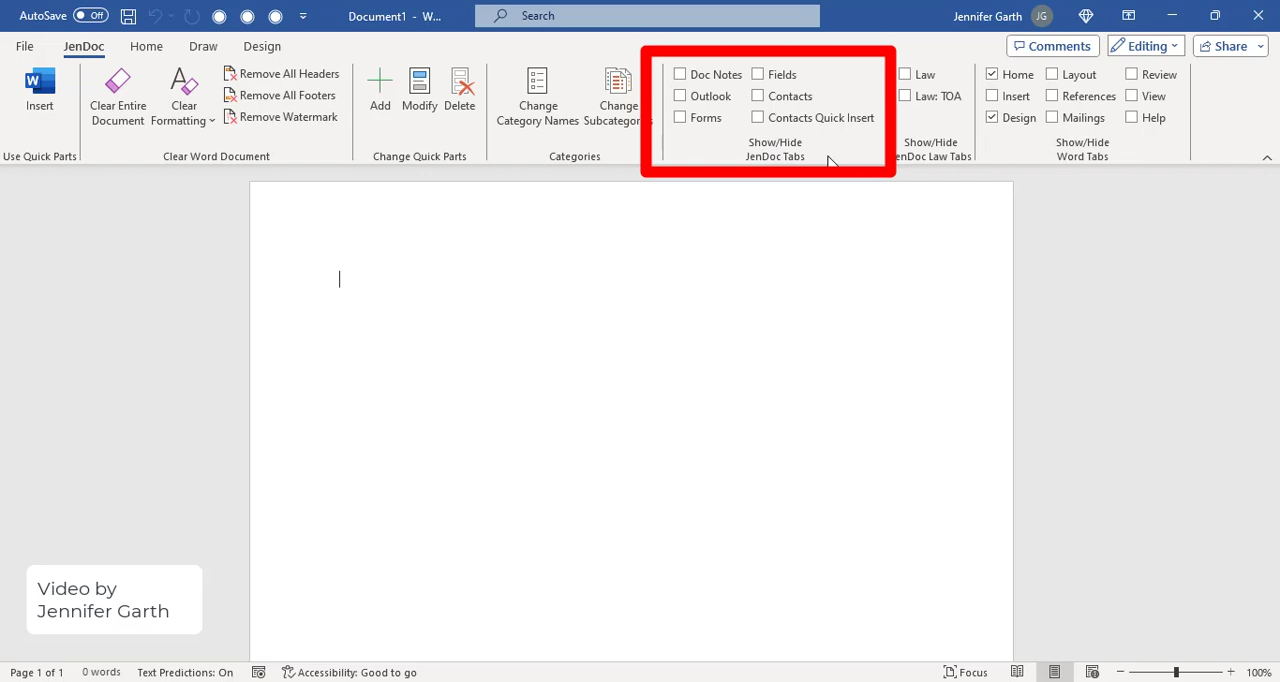 AutoSave Off Document1 - W... Search Jennifer Garth JG
File JenDoc Home Draw Design Comments Editing Share
Insert
Use Quick Parts
Clear Entire Document
Clear Formatting
Remove All Headers
Remove All Footers
Remove Watermark
Clear Word Document
Add Modify Delete
Change Quick Parts
Change Category Names
Change Subcategor
Categories
Doc Notes Fields
Outlook Contacts
Forms Contacts Quick Insert
Show/Hide
JenDoc Tabs
Law
Law: TOA
Show/Hide
enDoc Law Tabs
Home Layout Review
Insert References View
Design Mailings Help
Show/Hide
Word Tabs
Video by
Jennifer Garth
Page 1 of 1 0 words Text Predictions: On Accessibility: Good to go Focus 100%